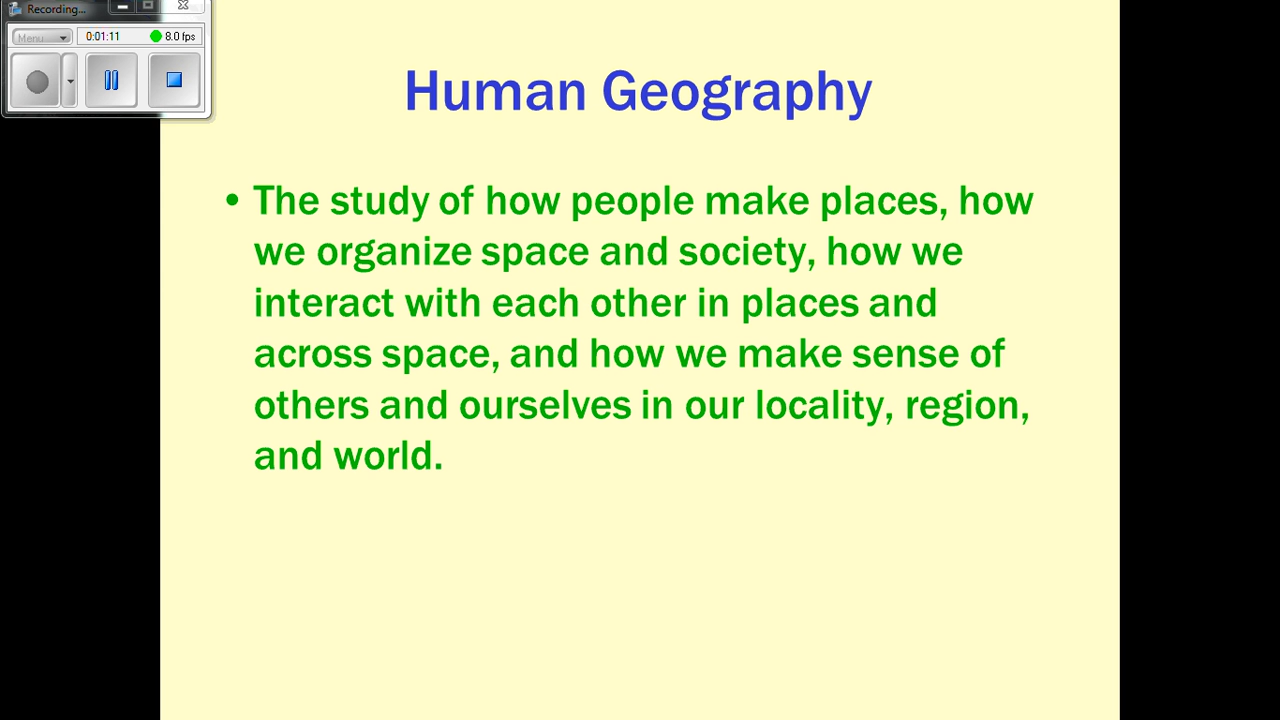 Recording...
Menu
0:01:11
8.0 fps
Human Geography
• The study of how people make places, how
we organize space and society, how we
interact with each other in places and
across space, and how we make sense of
others and ourselves in our locality, region,
and world.